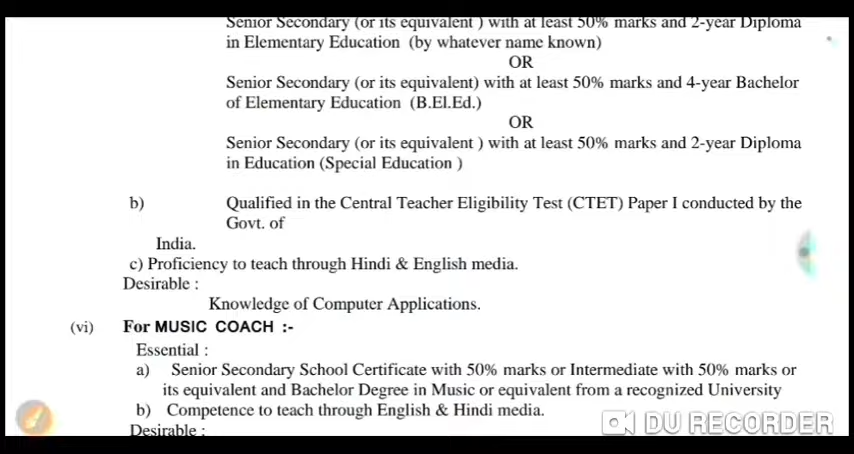 Senior Secondary (or its equivalent ) with at least 50% marks and 2-year Diploma
in Elementary Education (by whatever name known)
OR
Senior Secondary (or its equivalent) with at least 50% marks and 4-year Bachelor
of Elementary Education (B.El.Ed.)
OR
Senior Secondary (or its equivalent ) with at least 50% marks and 2-year Diploma
in Education (Special Education )
b) Qualified in the Central Teacher Eligibility Test (CTET) Paper I conducted by the
Govt. of
India.
c) Proficiency to teach through Hindi & English media.
Desirable :
Knowledge of Computer Applications.
(vi) For MUSIC COACH :-
Essential :
a) Senior Secondary School Certificate with 50% marks or Intermediate with 50% marks or
its equivalent and Bachelor Degree in Music or equivalent from a recognized University
b) Competence to teach through English & Hindi media.
Desirable :
DU RECORDER